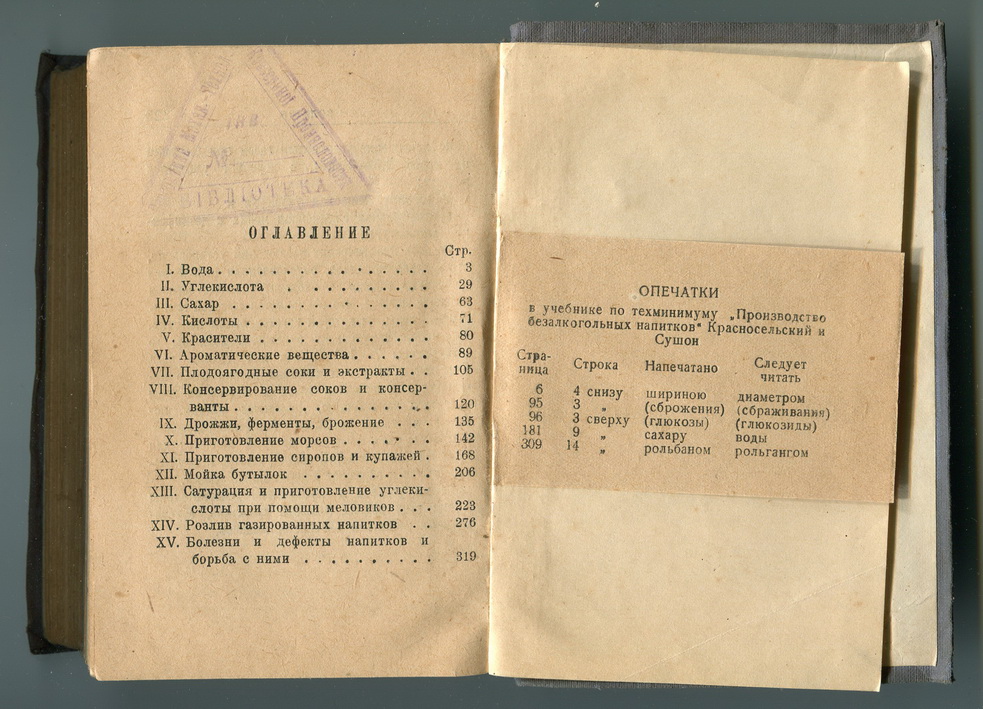 БІБЛІОТЕКА
ОГЛАВЛЕНИЕ
Стр.
I. Вода . . . . . . . . . . . . . 3
II. Углекислота . . . . . . . . . . 29
III. Сахар . . . . . . . . . . . . 63
IV. Кислоты . . . . . . . . . . . 71
V. Красители . . . . . . . . . . . 80
VI. Ароматические вещества . . . . . . 89
VII. Плодоягодные соки и экстракты . . 105
VIII. Консервирование соков и консер-
ванты . . . . . . . . . . . . 120
IX. Дрожжи, ферменты, брожение . . . 135
X. Приготовление морсов . . . . . . 142
XI. Приготовление сиропов и купажей . 168
XII. Мойка бутылок . . . . . . . . . 206
XIII. Сатурация и приготовление углеки-
слоты при помощи меловиков . . . 223
XIV. Розлив газированных напитков . . 276
XV. Болезни и дефекты напитков и
борьба с ними . . . . . . . . . 319
ОПЕЧАТКИ
в учебнике по техминимуму „Производство
безалкогольных напитков" Красносельский и
Сушон
Стра-
ница Строка Напечатано Следует
читать
6 4 снизу шириною диаметром
95 3 „ (сброжения) (сбраживания)
96 3 сверху (глюкозы) (глюкозиды)
181 9 „ сахару воды
309 14 „ рольбаном рольгангом